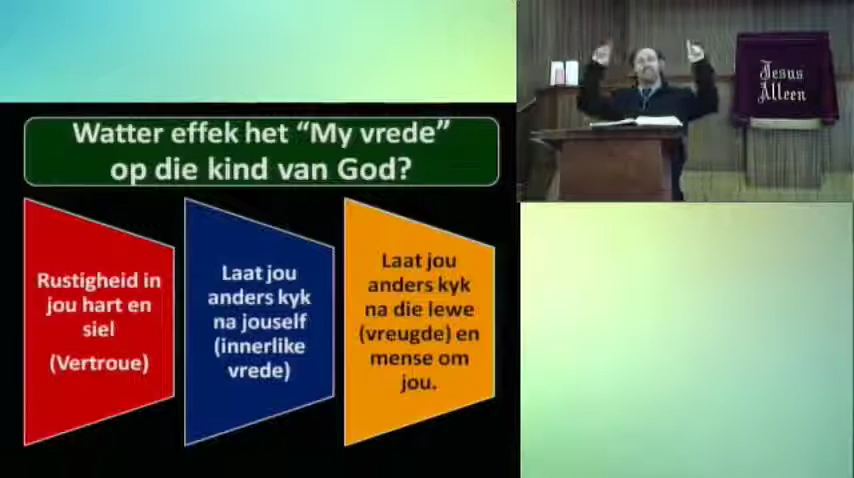 Watter effek het “My vrede”
op die kind van God?
Rustigheid in
jou hart en
siel
(Vertroue)
Laat jou
anders kyk
na jouself
(innerlike
vrede)
Laat jou
anders kyk
na die lewe
(vreugde) en
mense om
jou.
Jesus
Alleen